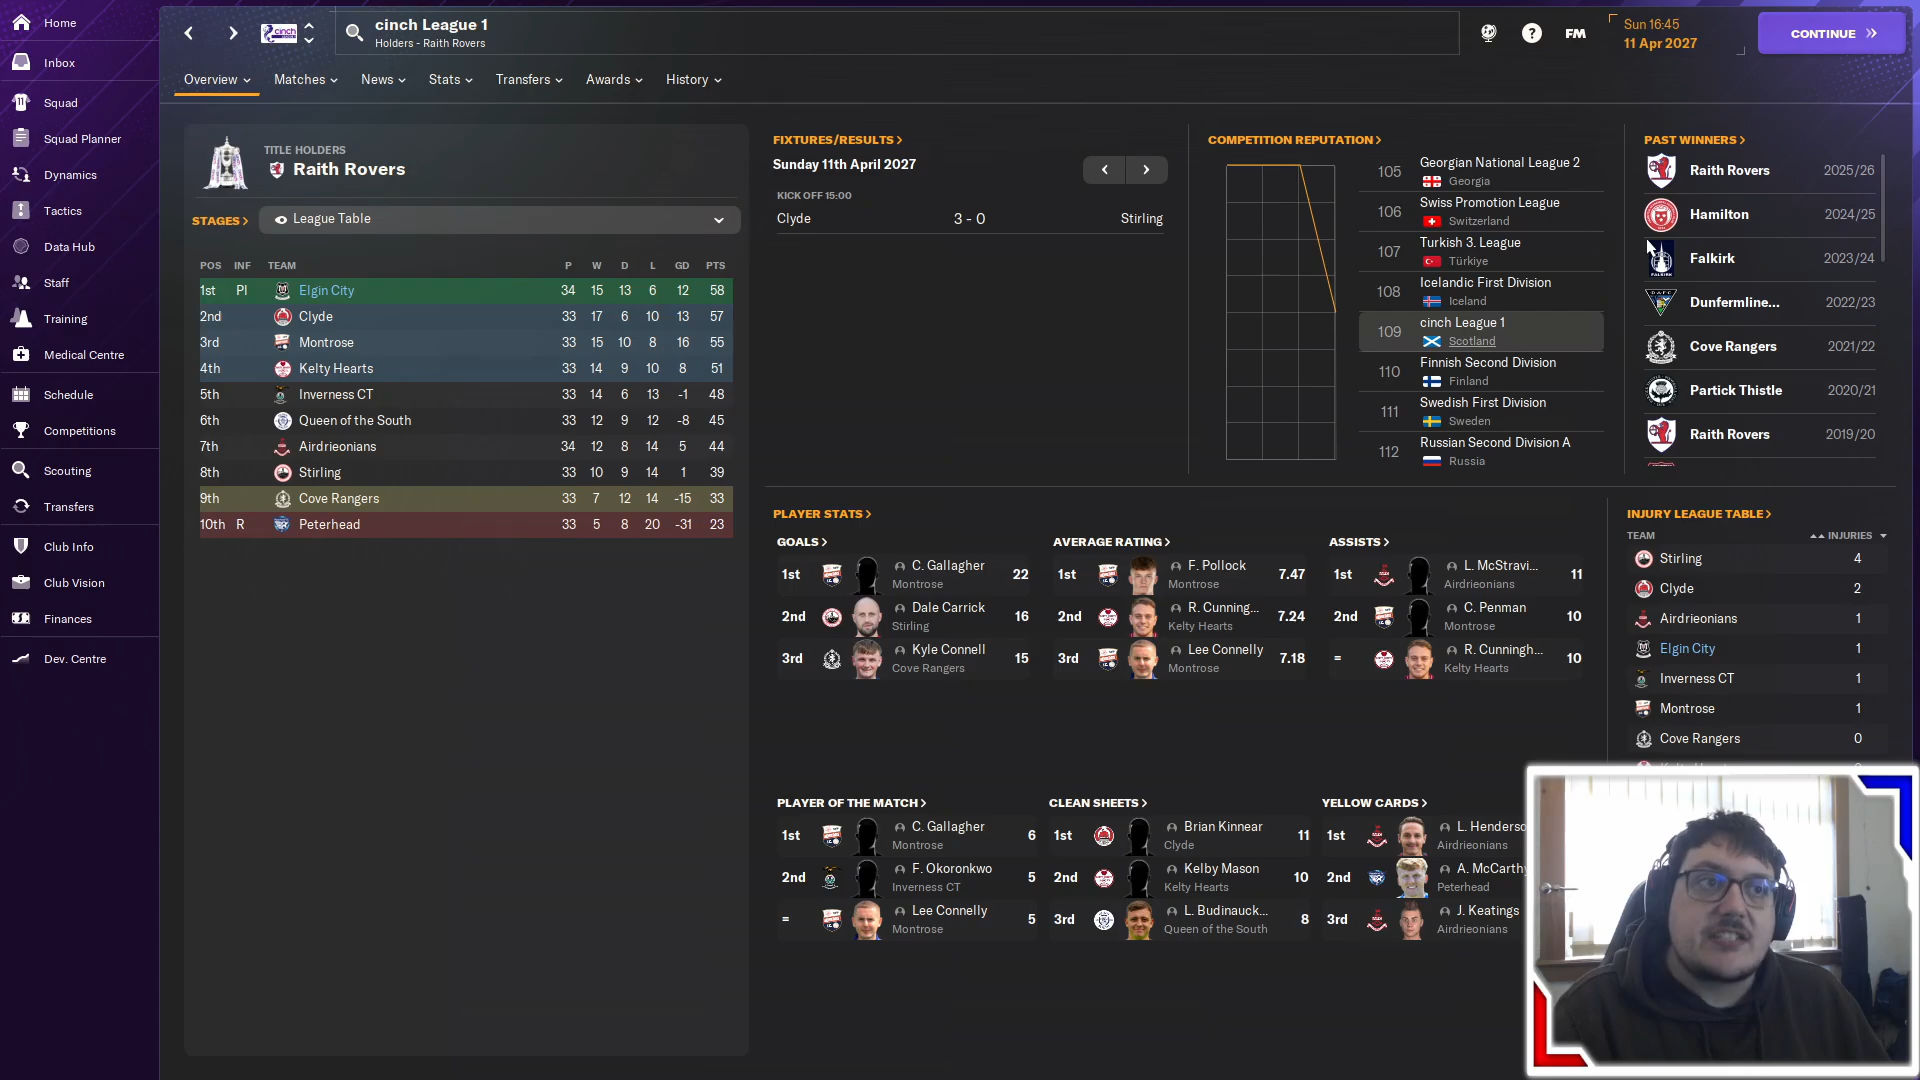 Home
Inbox
Squad
Squad Planner
Dynamics
Tactics
Data Hub
Staff
Training
Medical Centre
Schedule
Competitions
Scouting
Transfers
Club Info
Club Vision
Finances
Dev. Centre
cinch
cinch League 1
Holders - Raith Rovers
FM
Sun 16:45
11 Apr 2027
CONTINUE
Overview Matches News Stats Transfers Awards History
TITLE HOLDERS
Raith Rovers
STAGES League Table
POS INF TEAM P W D L GD PTS
1st Pl Elgin City 34 15 13 6 12 58
2nd Clyde 33 17 6 10 13 57
3rd Montrose 33 15 10 8 16 55
4th Kelty Hearts 33 14 9 10 8 51
5th Inverness CT 33 14 6 13 -1 48
6th Queen of the South 33 12 9 12 -8 45
7th Airdrieonians 34 12 8 14 5 44
8th Stirling 33 10 9 14 1 39
9th Cove Rangers 33 7 12 14 -15 33
10th R Peterhead 33 5 8 20 -31 23
FIXTURES/RESULTS
Sunday 11th April 2027
KICK OFF 15:00
Clyde 3 - 0 Stirling
COMPETITION REPUTATION
105 Georgian National League 2
Georgia
106 Swiss Promotion League
Switzerland
107 Turkish 3. League
Türkiye
108 Icelandic First Division
Iceland
109 cinch League 1
Scotland
110 Finnish Second Division
Finland
111 Swedish First Division
Sweden
112 Russian Second Division A
Russia
PAST WINNERS
Raith Rovers 2025/26
Hamilton 2024/25
Falkirk 2023/24
Dunfermline... 2022/23
Cove Rangers 2021/22
Partick Thistle 2020/21
Raith Rovers 2019/20
PLAYER STATS
GOALS
1st C. Gallagher 22
Montrose
2nd Dale Carrick 16
Stirling
3rd Kyle Connell 15
Cove Rangers
AVERAGE RATING
1st F. Pollock 7.47
Montrose
2nd R. Cunning... 7.24
Kelty Hearts
3rd Lee Connelly 7.18
Montrose
ASSISTS
1st L. McStravi... 11
Airdrieonians
2nd C. Penman 10
Montrose
= R. Cunningh... 10
Kelty Hearts
INJURY LEAGUE TABLE
TEAM INJURIES
Stirling 4
Clyde 2
Airdrieonians 1
Elgin City 1
Inverness CT 1
Montrose 1
Cove Rangers 0
PLAYER OF THE MATCH
1st C. Gallagher 6
Montrose
2nd F. Okoronkwo 5
Inverness CT
= Lee Connelly 5
Montrose
CLEAN SHEETS
1st Brian Kinnear 11
Clyde
2nd Kelby Mason 10
Kelty Hearts
3rd L. Budinauck... 8
Queen of the South
YELLOW CARDS
1st L. Henderso
Airdrieonians
2nd A. McCarthy
Peterhead
3rd J. Keatings
Airdrieonians